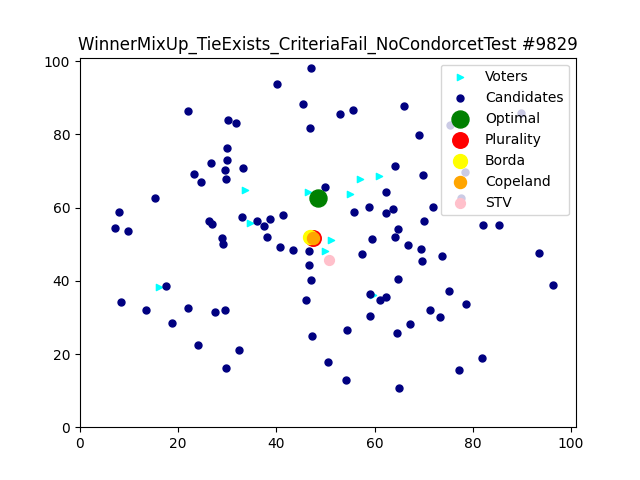 WinnerMixUp_TieExists_CriteriaFail_NoCondorcetTest #9829
100
80
60
40
20
0
0 20 40 60 80 100
Voters
Candidates
Optimal
Plurality
Borda
Copeland
STV